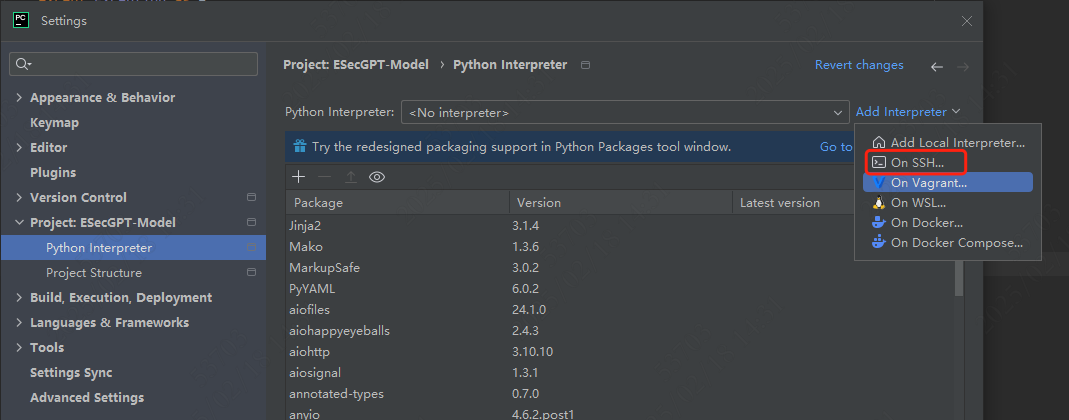 PC Settings
Project: ESecGPT-Model > Python Interpreter Revert changes
Appearance & Behavior
Keymap
Editor
Plugins
Version Control
Project: ESecGPT-Model
Python Interpreter
Project Structure
Build, Execution, Deployment
Languages & Frameworks
Tools
Settings Sync
Advanced Settings
Python Interpreter: <No interpreter> Add Interpreter
Add Local Interpreter...
On SSH...
On Vagrant...
On WSL...
On Docker...
On Docker Compose...
Try the redesigned packaging support in Python Packages tool window. Go to
Package Version Latest version
Jinja2 3.1.4
Mako 1.3.6
MarkupSafe 3.0.2
PyYAML 6.0.2
aiofiles 24.1.0
aiohappyeyeballs 2.4.3
aiohttp 3.10.10
aiosignal 1.3.1
annotated-types 0.7.0
anyio 4.6.2.post1